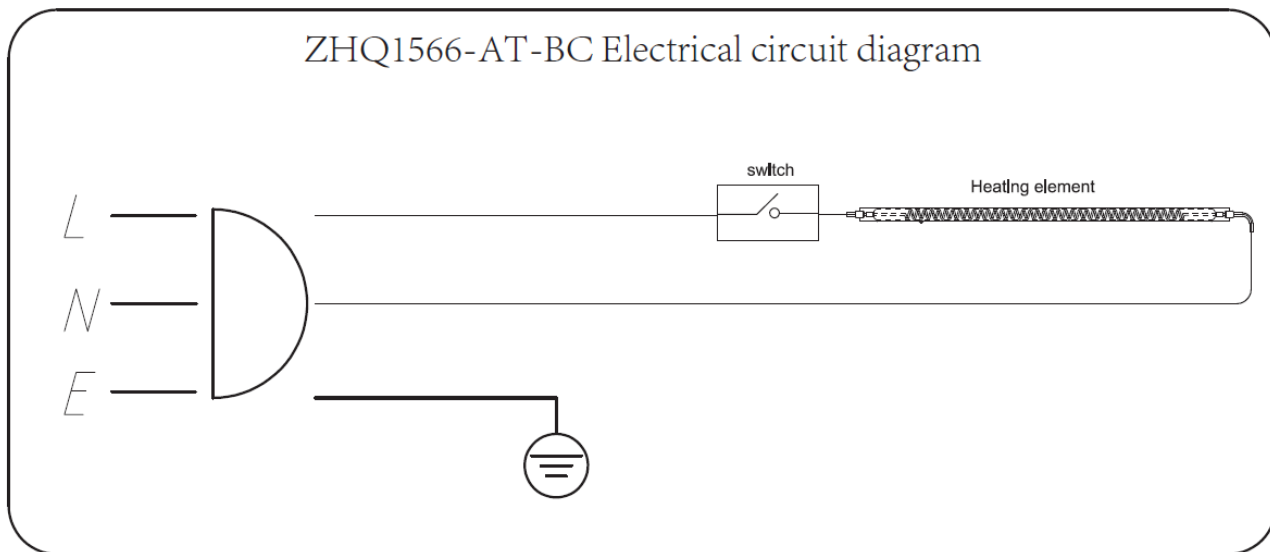 ZHQ1566-AT-BC Electrical circuit diagram
switch
Heating element
L
N
E